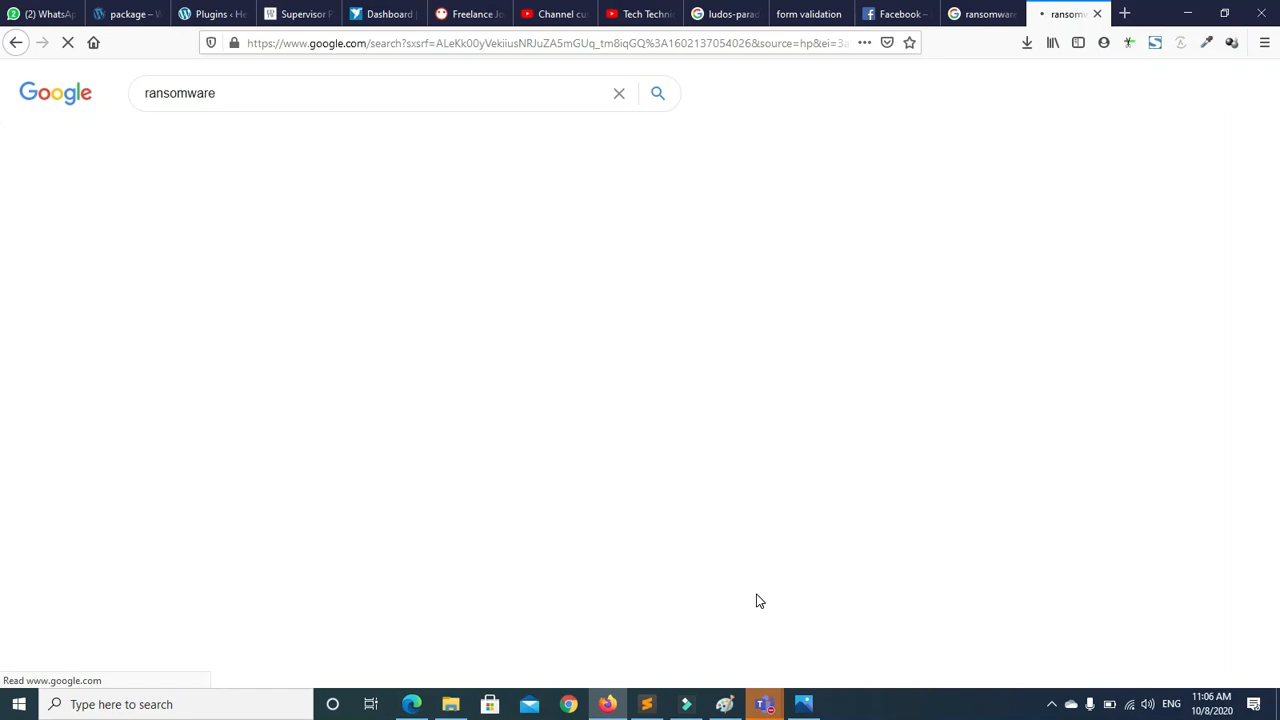 (2) WhatsA
package — W
Plugins ‹ He
Supervisor P
Dashboard
Freelance Jo
Channel cu
Tech Techni
ludos-parad
form validation
Facebook –
ransomware
ransomw
https://www.google.com/search?sxsrf=ALeKk00yVekiiusNRJuZA5mGUq_tm8iqGQ%3A1602137054026&source=hp&ei=3a
Google
ransomware
Read www.google.com
Type here to search
ENG
11:06 AM
10/8/2020